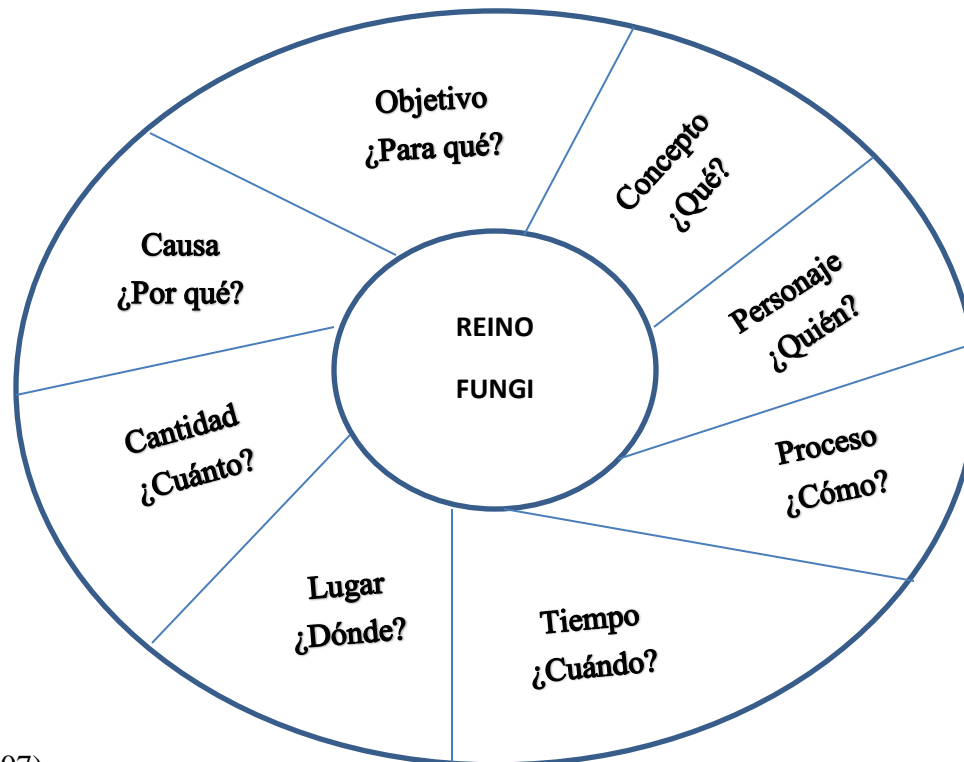 Objetivo
¿Para qué?
Concepto
¿Qué?
Personaje
¿Quién?
Proceso
¿Cómo?
Tiempo
¿Cuándo?
Lugar
¿Dónde?
Cantidad
¿Cuánto?
Causa
¿Por qué?
REINO
FUNGI